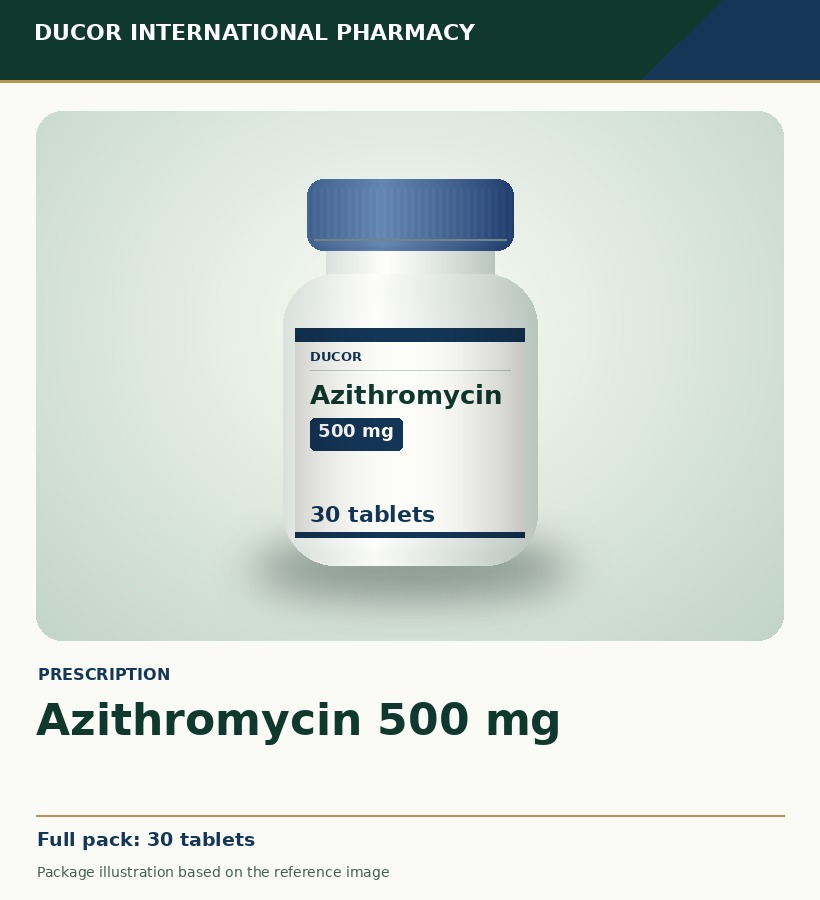 DUCOR INTERNATIONAL PHARMACY
DUCOR
Azithromycin
500 mg
30 tablets
PRESCRIPTION
Azithromycin 500 mg
Full pack: 30 tablets
Package illustration based on the reference image